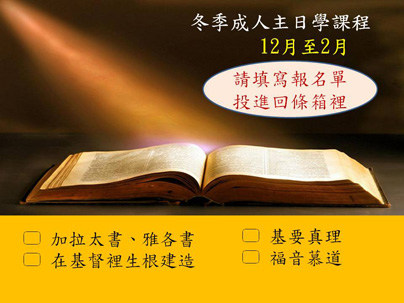 冬季成人主日學課程
12月至2月
請填寫報名單
投進回條箱裡
加拉太書、雅各書
在基督裡生根建造
基要真理
福音慕道